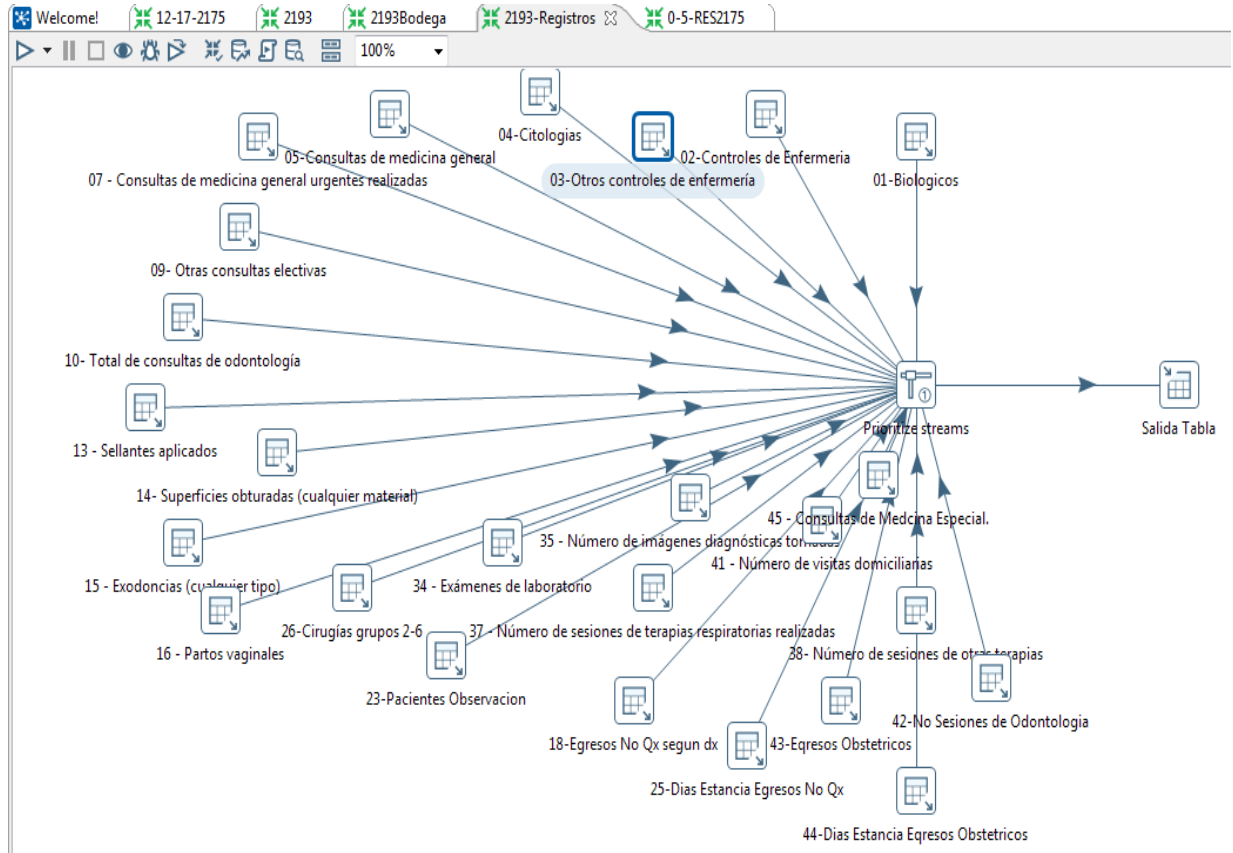 Welcome!
12-17-2175
2193
2193Bodega
2193-Registros
0-5-RES2175
100%
04-Citologias
05-Consultas de medicina general
02-Controles de Enfermeria
07 - Consultas de medicina general urgentes realizadas
03-Otros controles de enfermería
01-Biologicos
09- Otras consultas electivas
10- Total de consultas de odontología
Prioritize streams
Salida Tabla
13 - Sellantes aplicados
14- Superficies obturadas (cualquier material)
45 - Consultas de Medcina Especial.
35 - Número de imágenes diagnósticas tomadas
41 - Número de visitas domiciliarias
15 - Exodoncias (cualquier tipo)
34 - Exámenes de laboratorio
26-Cirugías grupos 2-6
37 - Número de sesiones de terapias respiratorias realizadas
16 - Partos vaginales
38- Número de sesiones de otras terapias
23-Pacientes Observacion
42-No Sesiones de Odontologia
18-Egresos No Qx segun dx
43-Egresos Obstetricos
25-Dias Estancia Egresos No Qx
44-Dias Estancia Egresos Obstetricos